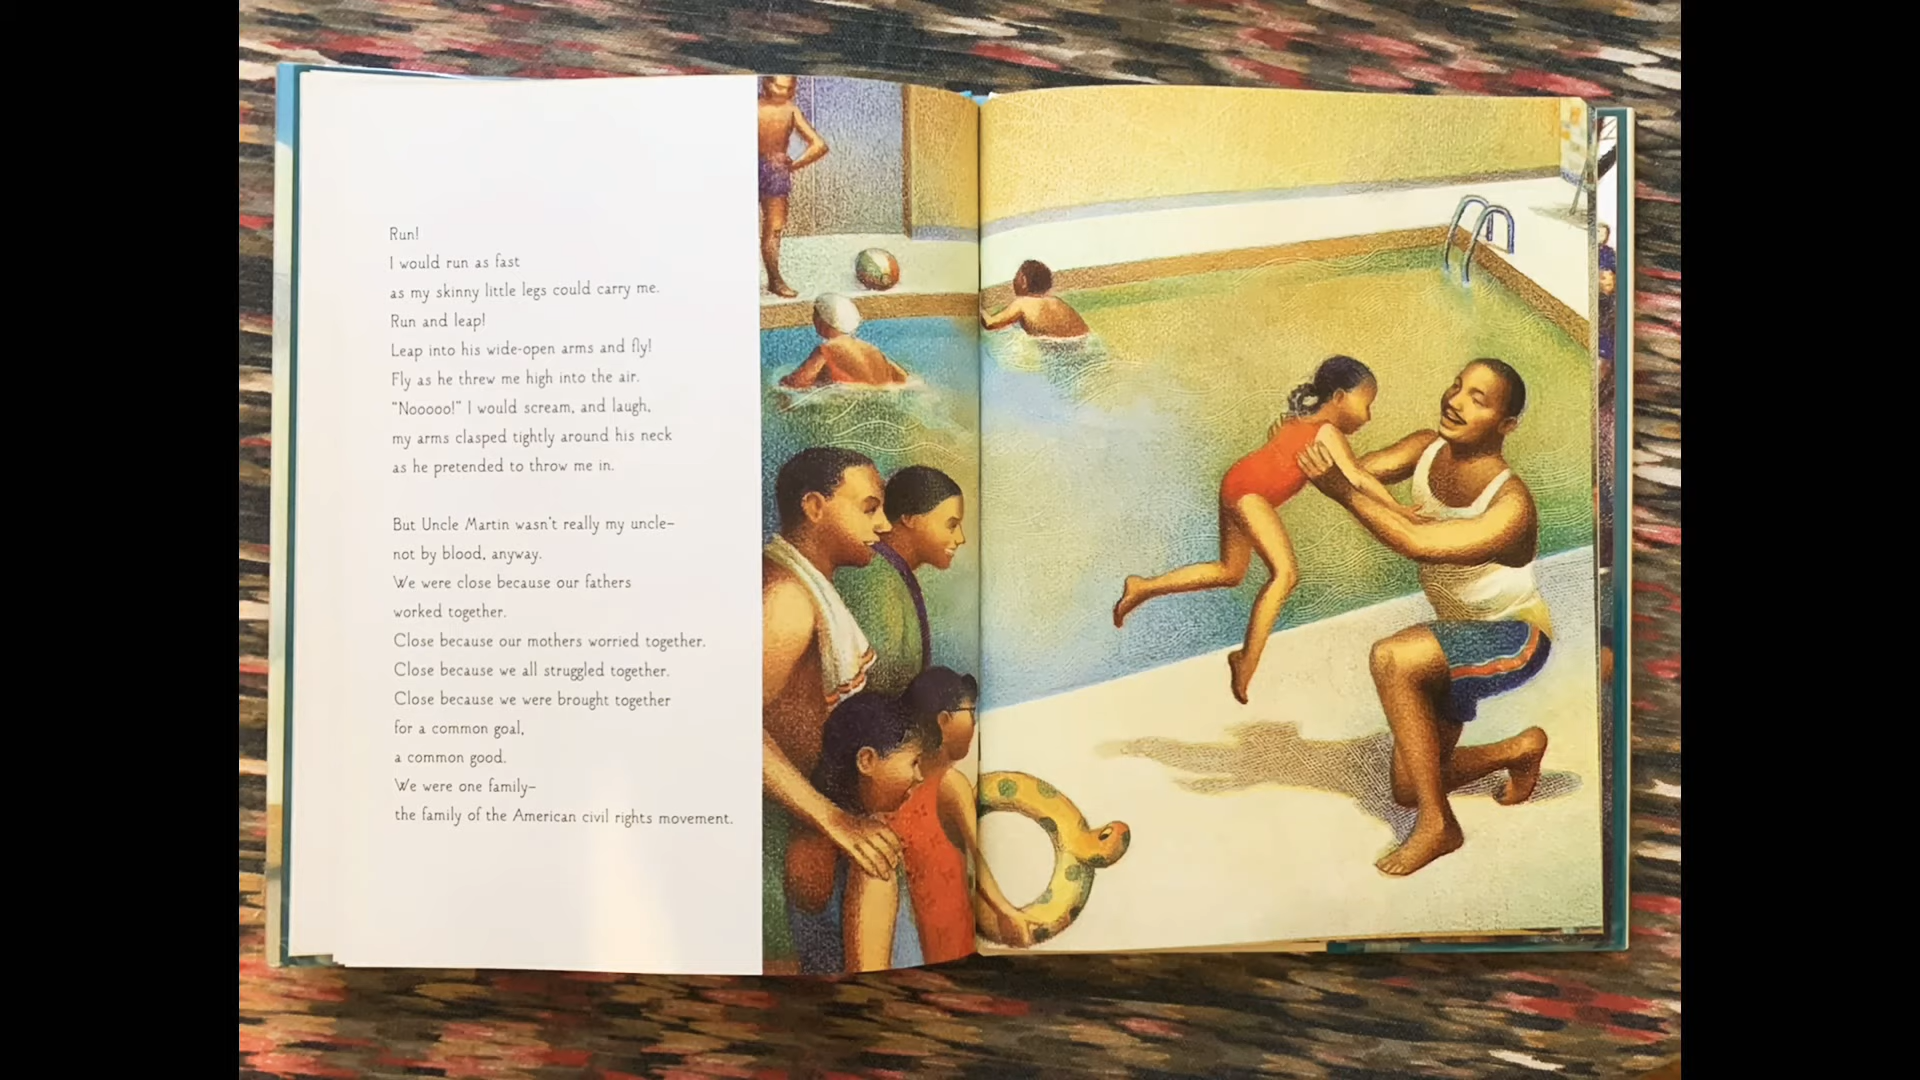 Run!
I would run as fast
as my skinny little legs could carry me.
Run and leap!
Leap into his wide-open arms and fly!
Fly as he threw me high into the air.
“Nooooo!” I would scream, and laugh,
my arms clasped tightly around his neck
as he pretended to throw me in.
But Uncle Martin wasn’t really my uncle–
not by blood, anyway.
We were close because our fathers
worked together.
Close because our mothers worried together.
Close because we all struggled together.
Close because we were brought together
for a common goal,
a common good.
We were one family–
the family of the American civil rights movement.